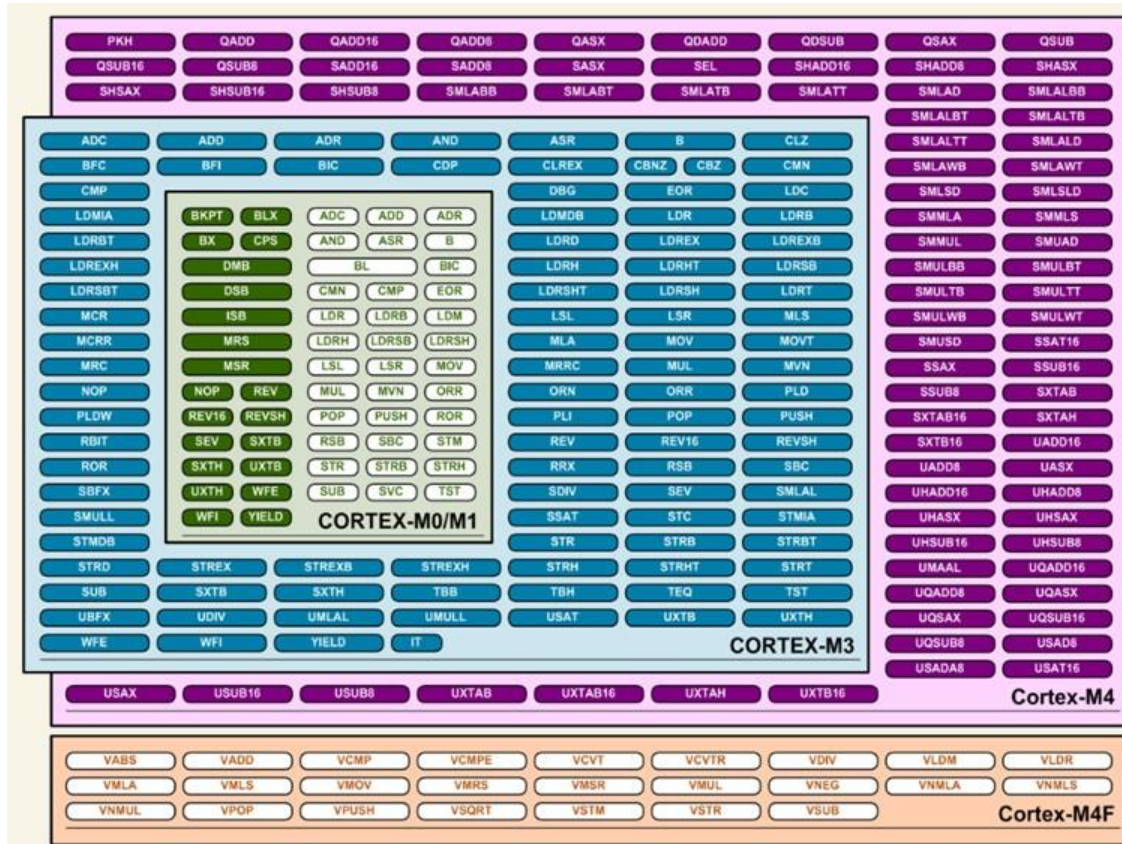 PKH QADD QADD16 QADD8 QASX QDADD QDSUB QSAX QSUB
QSUB16 QSUB8 SADD16 SADD8 SASX SEL SHADD16 SHADD8 SHASX
SHSAX SHSUB16 SHSUB8 SMLABB SMLABT SMLATB SMLATT SMLAD SMLALBB
SMLALBT SMLALTB
ADC ADD ADR AND ASR B CLZ SMLALTT SMLALD
BFC BFI BIC CDP CLREX CBNZ CBZ CMN SMLAWB SMLAWT
CMP DBG EOR LDC SMLSD SMLSLD
LDMIA BKPT BLX ADC ADD ADR LDMDB LDR LDRB SMMLA SMMLS
LDRBT BX CPS AND ASR B LDRD LDREX LDREXB SMMUL SMUAD
LDREXH DMB BL BIC LDRH LDRHT LDRSB SMULBB SMULBT
LDRSBT DSB CMN CMP EOR LDRSHT LDRSH LDRT SMULTB SMULTT
MCR ISB LDR LDRB LDM LSL LSR MLS SMULWB SMULWT
MCRR MRS LDRH LDRSB LDRSH MLA MOV MOVT SMUSD SSAT16
MRC MSR LSL LSR MOV MRRC MUL MVN SSAX SSUB16
NOP NOP REV MUL MVN ORR ORN ORR PLD SSUB8 SXTAB
PLDW REV16 REVSH POP PUSH ROR PLI POP PUSH SXTAB16 SXTAH
RBIT SEV SXTB RSB SBC STM REV REV16 REVSH SXTB16 UADD16
ROR SXTH UXTB STR STRB STRH RRX RSB SBC UADD8 UASX
SBFX UXTH WFE SUB SVC TST SDIV SEV SMLAL UHADD16 UHADD8
SMULL WFI YIELD CORTEX-M0/M1 SSAT STC STMIA UHASX UHSAX
STMDB STR STRB STRBT UHSUB16 UHSUB8
STRD STREX STREXB STREXH STRH STRHT STRT UMAAL UQADD16
SUB SXTB SXTH TBB TBH TEQ TST UQADD8 UQASX
UBFX UDIV UMLAL UMULL USAT UXTB UXTH UQSAX UQSUB16
WFE WFI YIELD IT CORTEX-M3 UQSUB8 USAD8
USADA8 USAT16
USAX USUB16 USUB8 UXTAB UXTAB16 UXTAH UXTB16 Cortex-M4
VABS VADD VCMP VCMPE VCVT VCVTR VDIV VLDM VLDR
VMLA VMLS VMOV VMRS VMSR VMUL VNEG VNMLA VNMLS
VNMUL VPOP VPUSH VSQRT VSTM VSTR VSUB Cortex-M4F